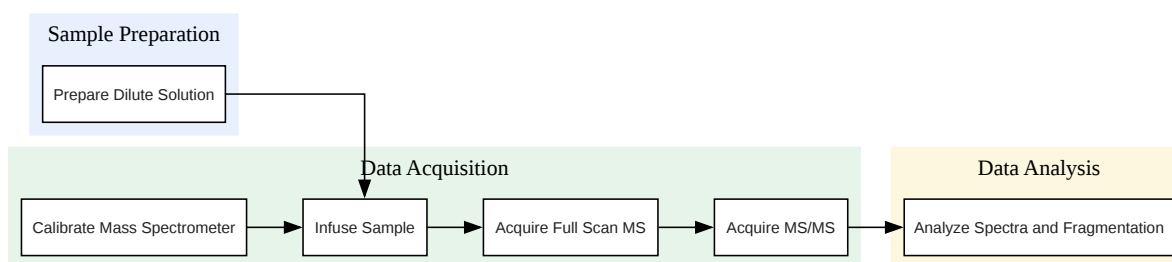 Sample Preparation
Prepare Dilute Solution
Data Acquisition
Calibrate Mass Spectrometer
Infuse Sample
Acquire Full Scan MS
Acquire MS/MS
Data Analysis
Analyze Spectra and Fragmentation